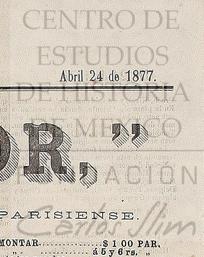 CENTRO DE
ESTUDIOS
DE HISTORIA
DE MEXICO
Abril 24 de 1877.
OR,”
FUNDACIÓN
Carlos Slim
PARISIENSE.
MONTAR............$1 00 PAR,
„ ............ á 5 y 6 rs. „